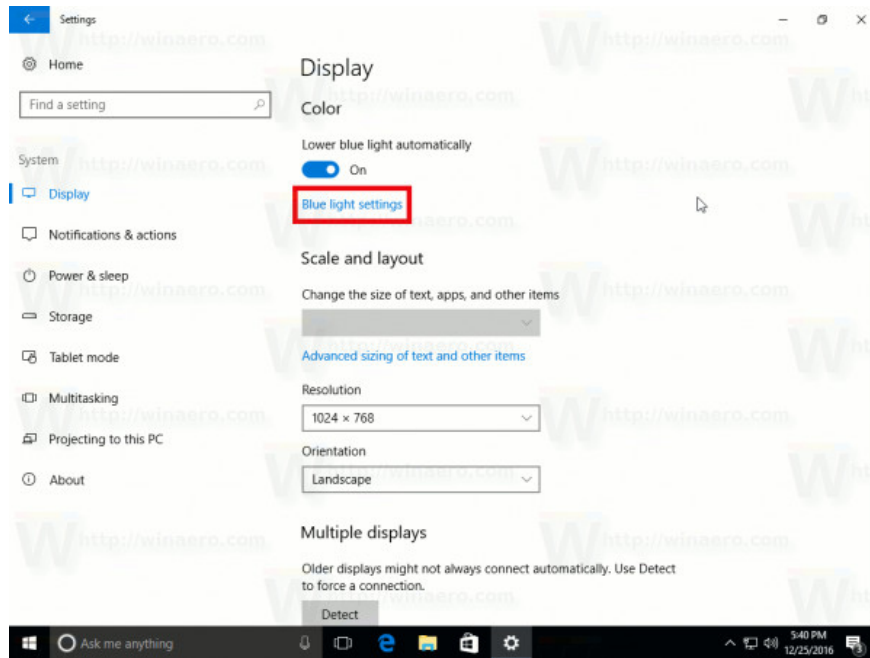 Settings
Home
Find a setting
System
Display
Notifications & actions
Power & sleep
Storage
Tablet mode
Multitasking
Projecting to this PC
About
Display
Color
Lower blue light automatically
On
Blue light settings
Scale and layout
Change the size of text, apps, and other items
Advanced sizing of text and other items
Resolution
1024 × 768
Orientation
Landscape
Multiple displays
Older displays might not always connect automatically. Use Detect
to force a connection.
Detect
Ask me anything
5:40 PM
12/25/2016
3
http://winaero.com